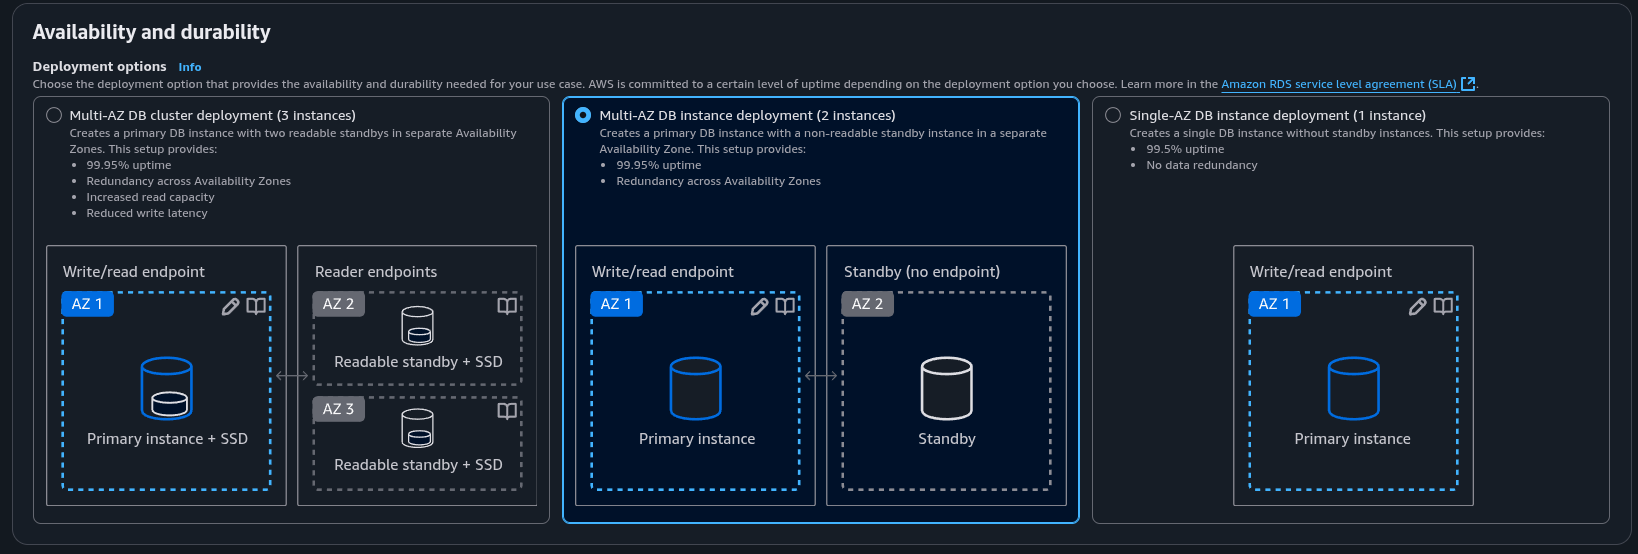 Availability and durability
Deployment options Info
Choose the deployment option that provides the availability and durability needed for your use case. AWS is committed to a certain level of uptime depending on the deployment option you choose. Learn more in the Amazon RDS service level agreement (SLA).
Multi-AZ DB cluster deployment (3 instances)
Creates a primary DB instance with two readable standbys in separate Availability
Zones. This setup provides:
• 99.95% uptime
• Redundancy across Availability Zones
• Increased read capacity
• Reduced write latency
Write/read endpoint
AZ 1
Primary instance + SSD
Reader endpoints
AZ 2
Readable standby + SSD
AZ 3
Readable standby + SSD
Multi-AZ DB instance deployment (2 instances)
Creates a primary DB instance with a non-readable standby instance in a separate
Availability Zone. This setup provides:
• 99.95% uptime
• Redundancy across Availability Zones
Write/read endpoint
AZ 1
Primary instance
Standby (no endpoint)
AZ 2
Standby
Single-AZ DB instance deployment (1 instance)
Creates a single DB instance without standby instances. This setup provides:
• 99.5% uptime
• No data redundancy
Write/read endpoint
AZ 1
Primary instance